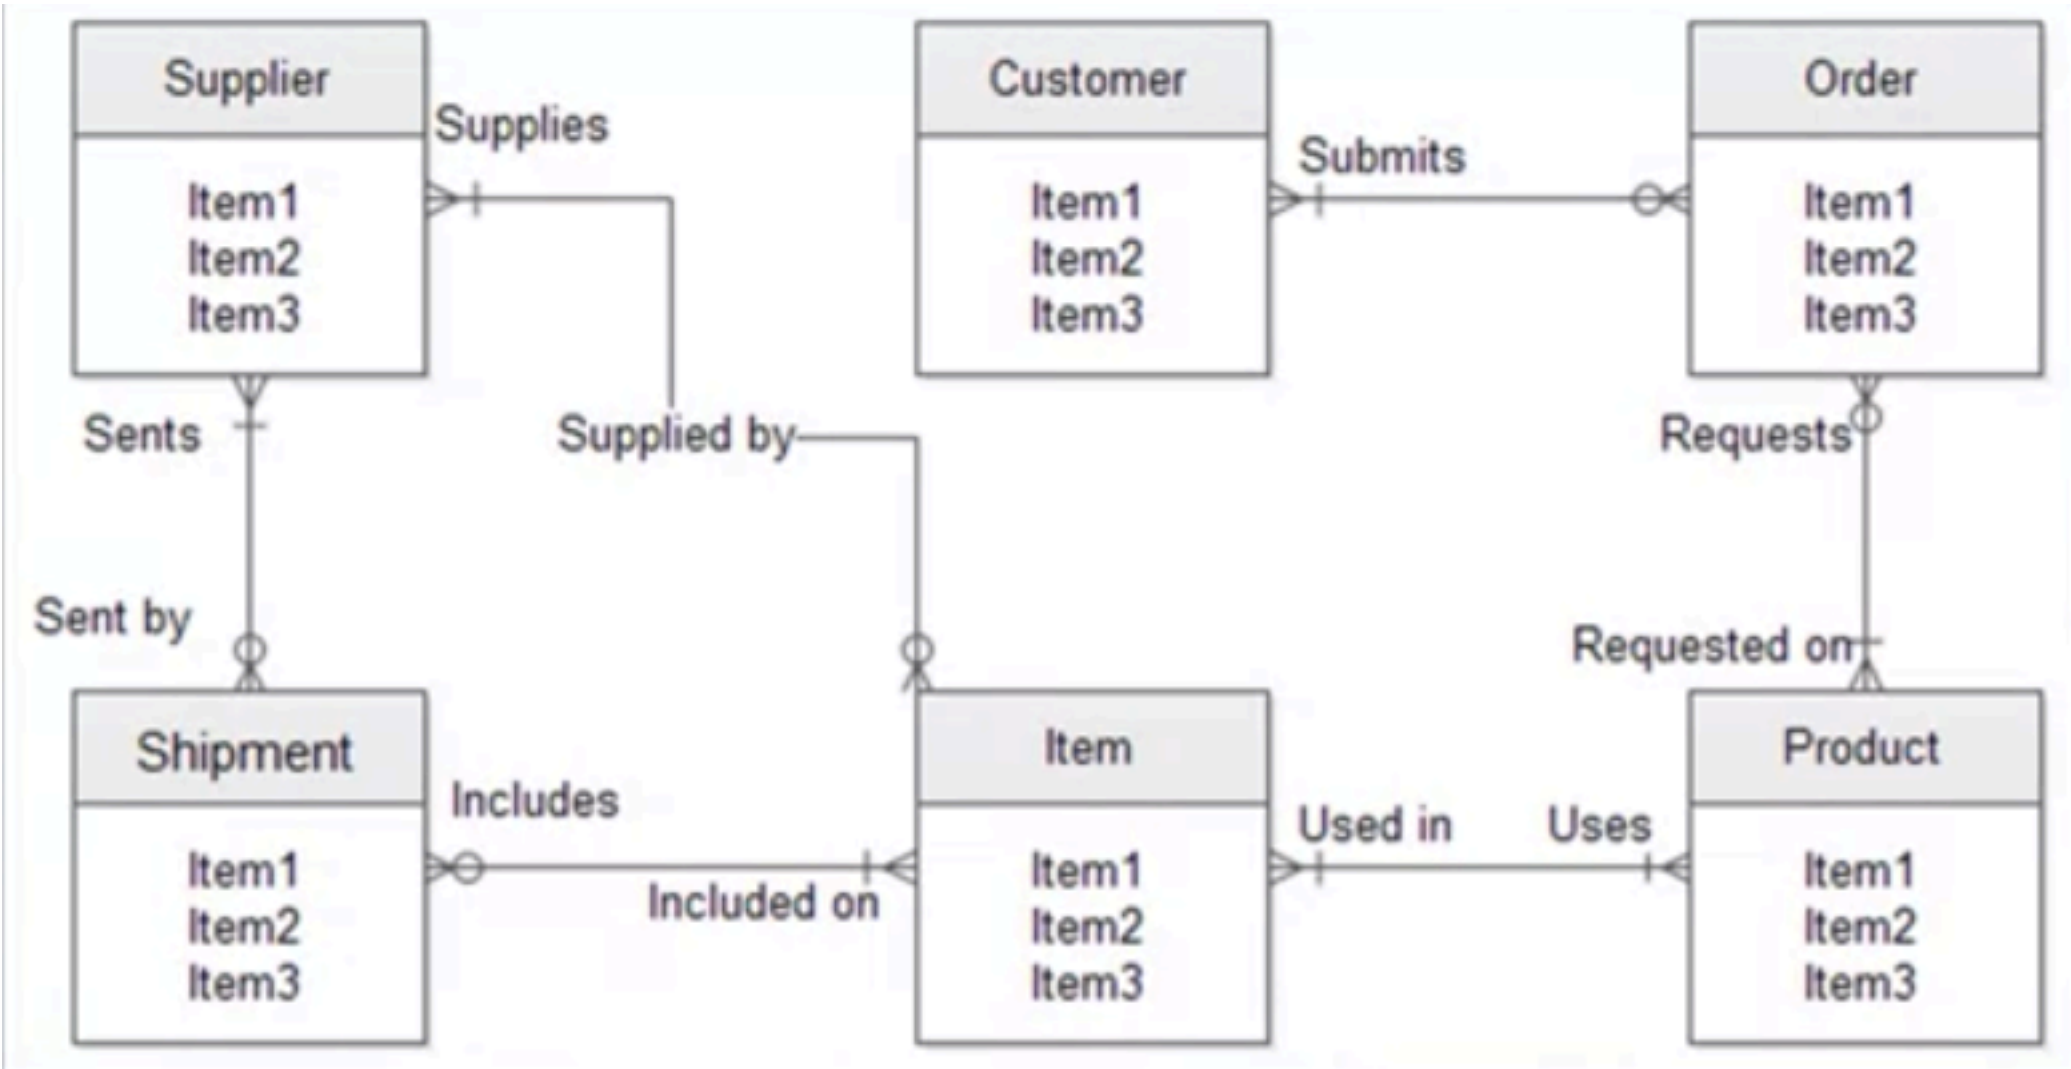 Supplier
Item1
Item2
Item3
Supplies
Customer
Item1
Item2
Item3
Submits
Order
Item1
Item2
Item3
Sents
Supplied by
Requests
Sent by
Requested on
Shipment
Item1
Item2
Item3
Includes
Included on
Item
Item1
Item2
Item3
Used in
Uses
Product
Item1
Item2
Item3